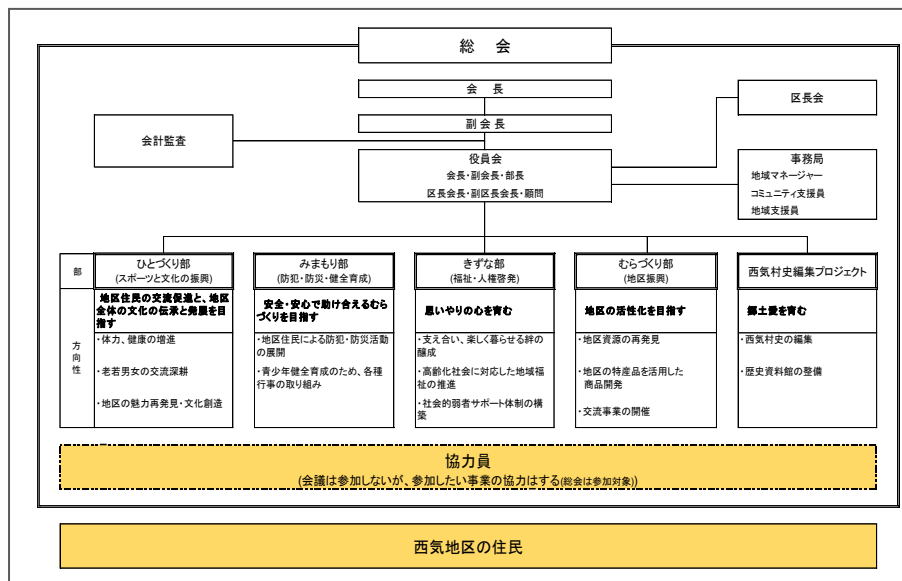 総　会
会　長
副 会 長
会計監査
区長会
役員会
会長・副会長・部長
区長会長・副区長会長・顧問
事務局
地域マネージャー
コミュニティ支援員
地域支援員
部
ひとづくり部
(スポーツと文化の振興)
みまもり部
(防犯・防災・健全育成)
きずな部
(福祉・人権啓発)
むらづくり部
(地区振興)
西気村史編集プロジェクト
方向性
地区住民の交流促進と、地区
全体の文化の伝承と発展を目
指す
・体力、健康の増進
・老若男女の交流深耕
・地区の魅力再発見・文化創造
安全・安心で助け合えるむら
づくりを目指す
・地区住民による防犯・防災活動
の展開
・青少年健全育成のため、各種
行事の取り組み
思いやりの心を育む
・支え合い、楽しく暮らせる絆の
醸成
・高齢化社会に対応した地域福
祉の推進
・社会的弱者サポート体制の構
築
地区の活性化を目指す
・地区資源の再発見
・地区の特産品を活用した
商品開発
・交流事業の開催
郷土愛を育む
・西気村史の編集
・歴史資料館の整備
協力員
(会議は参加しないが、参加したい事業の協力はする(総会は参加対象))
西気地区の住民